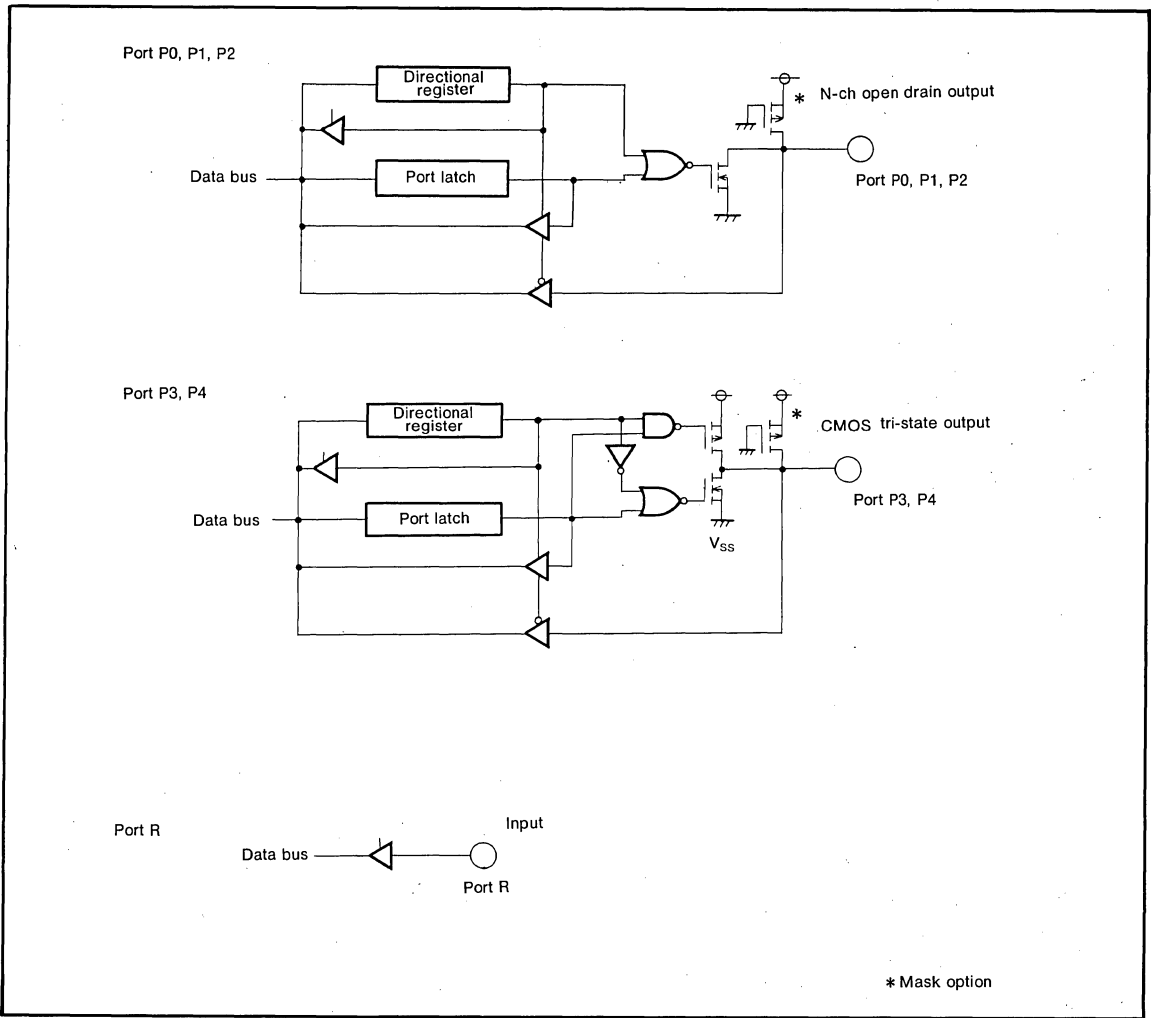 Port P0, P1, P2
Directional
register
* N-ch open drain output
Data bus
Port latch
Port P0, P1, P2
Port P3, P4
Directional
register
* CMOS tri-state output
Data bus
Port latch
Port P3, P4
VSS
Port R
Input
Data bus
Port R
* Mask option